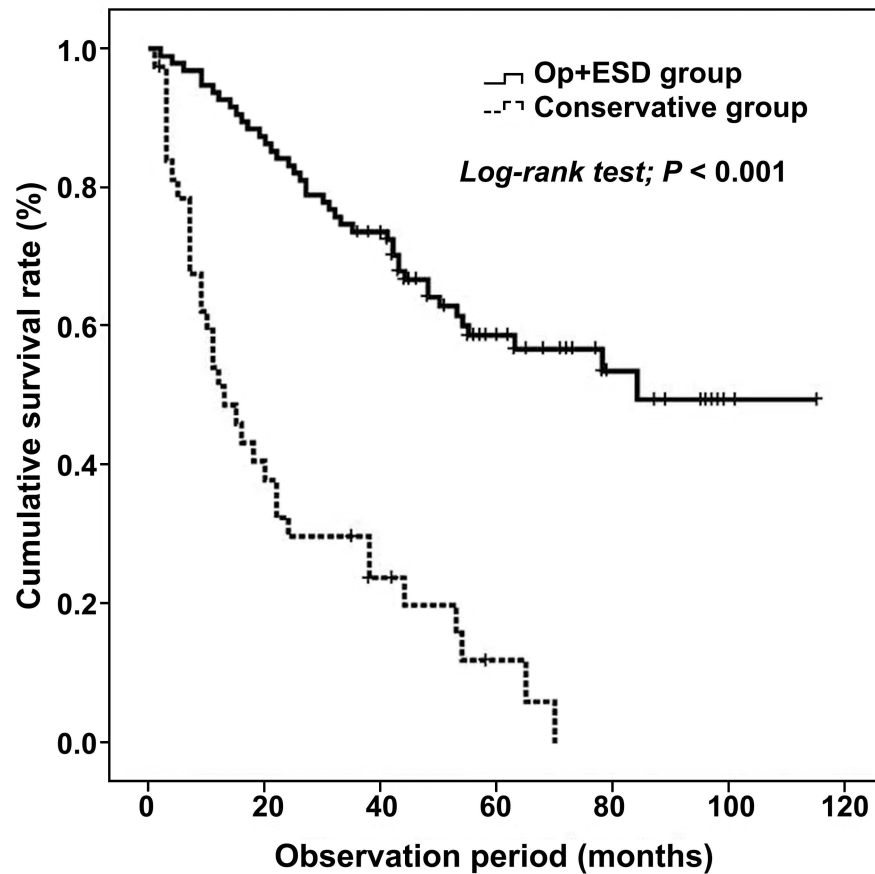 Op+ESD group
Conservative group
Log-rank test; P < 0.001
Cumulative survival rate (%)
1.0
0.8
0.6
0.4
0.2
0.0
0 20 40 60 80 100 120
Observation period (months)